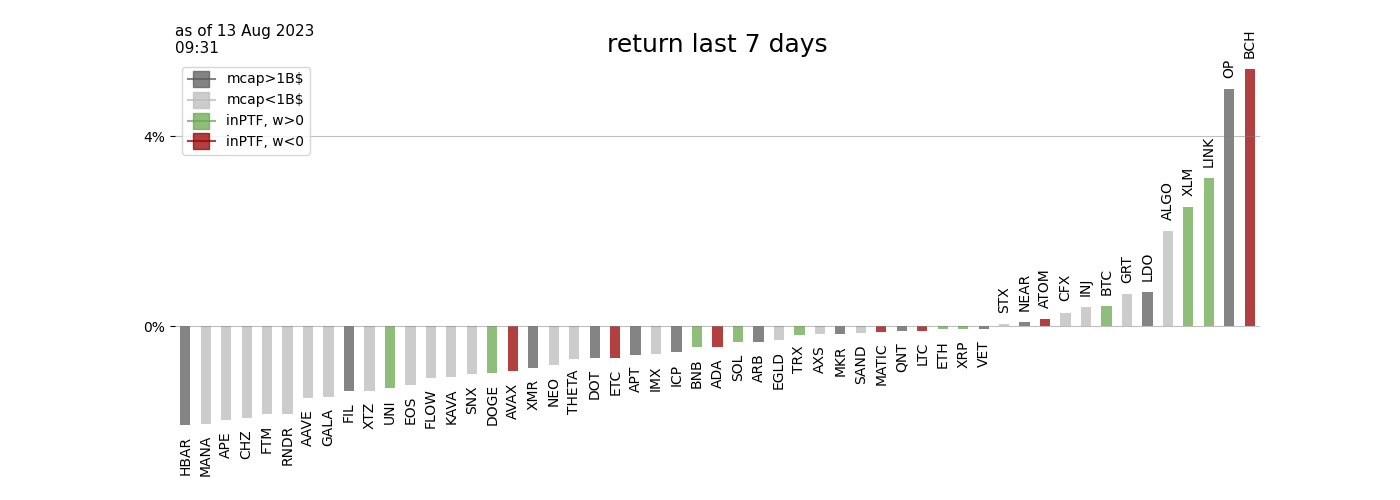 as of 13 Aug 2023
09:31
return last 7 days
mcap>1B$
mcap<1B$
inPTF, w>0
inPTF, w<0
4%
0%
HBAR
MANA
APE
CHZ
FTM
RNDR
AAVE
GALA
FIL
XTZ
UNI
EOS
FLOW
KAVA
SNX
DOGE
AVAX
XMR
NEO
THETA
DOT
ETC
APT
IMX
ICP
BNB
ADA
SOL
ARB
EGLD
TRX
AXS
MKR
SAND
MATIC
QNT
LTC
ETH
XRP
VET
STX
NEAR
ATOM
CFX
INJ
BTC
GRT
LDO
ALGO
XLM
LINK
OP
BCH